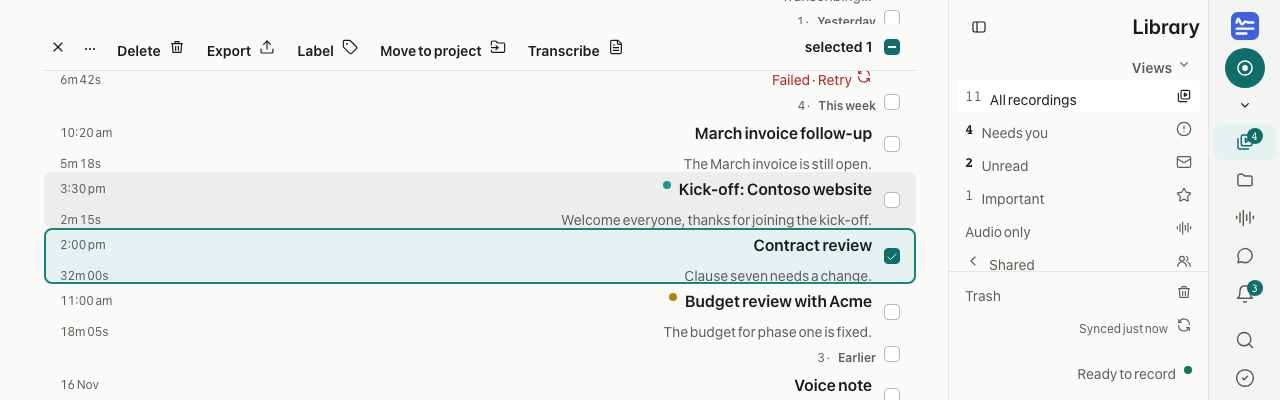 Library
Views
All recordings 11
Needs you 4
Unread 2
Important 1
Audio only
Shared
Trash
Synced just now
Ready to record
4
3
1 · Yesterday
selected 1
Transcribe
Move to project
Label
Export
Delete
Failed · Retry
6m 42s
4 · This week
March invoice follow-up
10:20 am
The March invoice is still open.
5m 18s
Kick-off: Contoso website
3:30 pm
Welcome everyone, thanks for joining the kick-off.
2m 15s
Contract review
2:00 pm
Clause seven needs a change.
32m 00s
Budget review with Acme
11:00 am
The budget for phase one is fixed.
18m 05s
3 · Earlier
Voice note
16 Nov